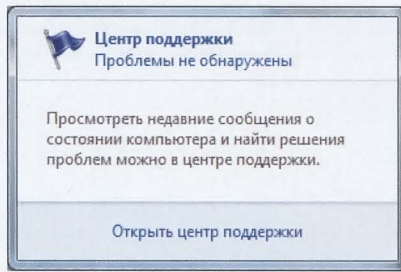 Центр поддержки
Проблемы не обнаружены
Просмотреть недавние сообщения о
состоянии компьютера и найти решения
проблем можно в центре поддержки.
Открыть центр поддержки